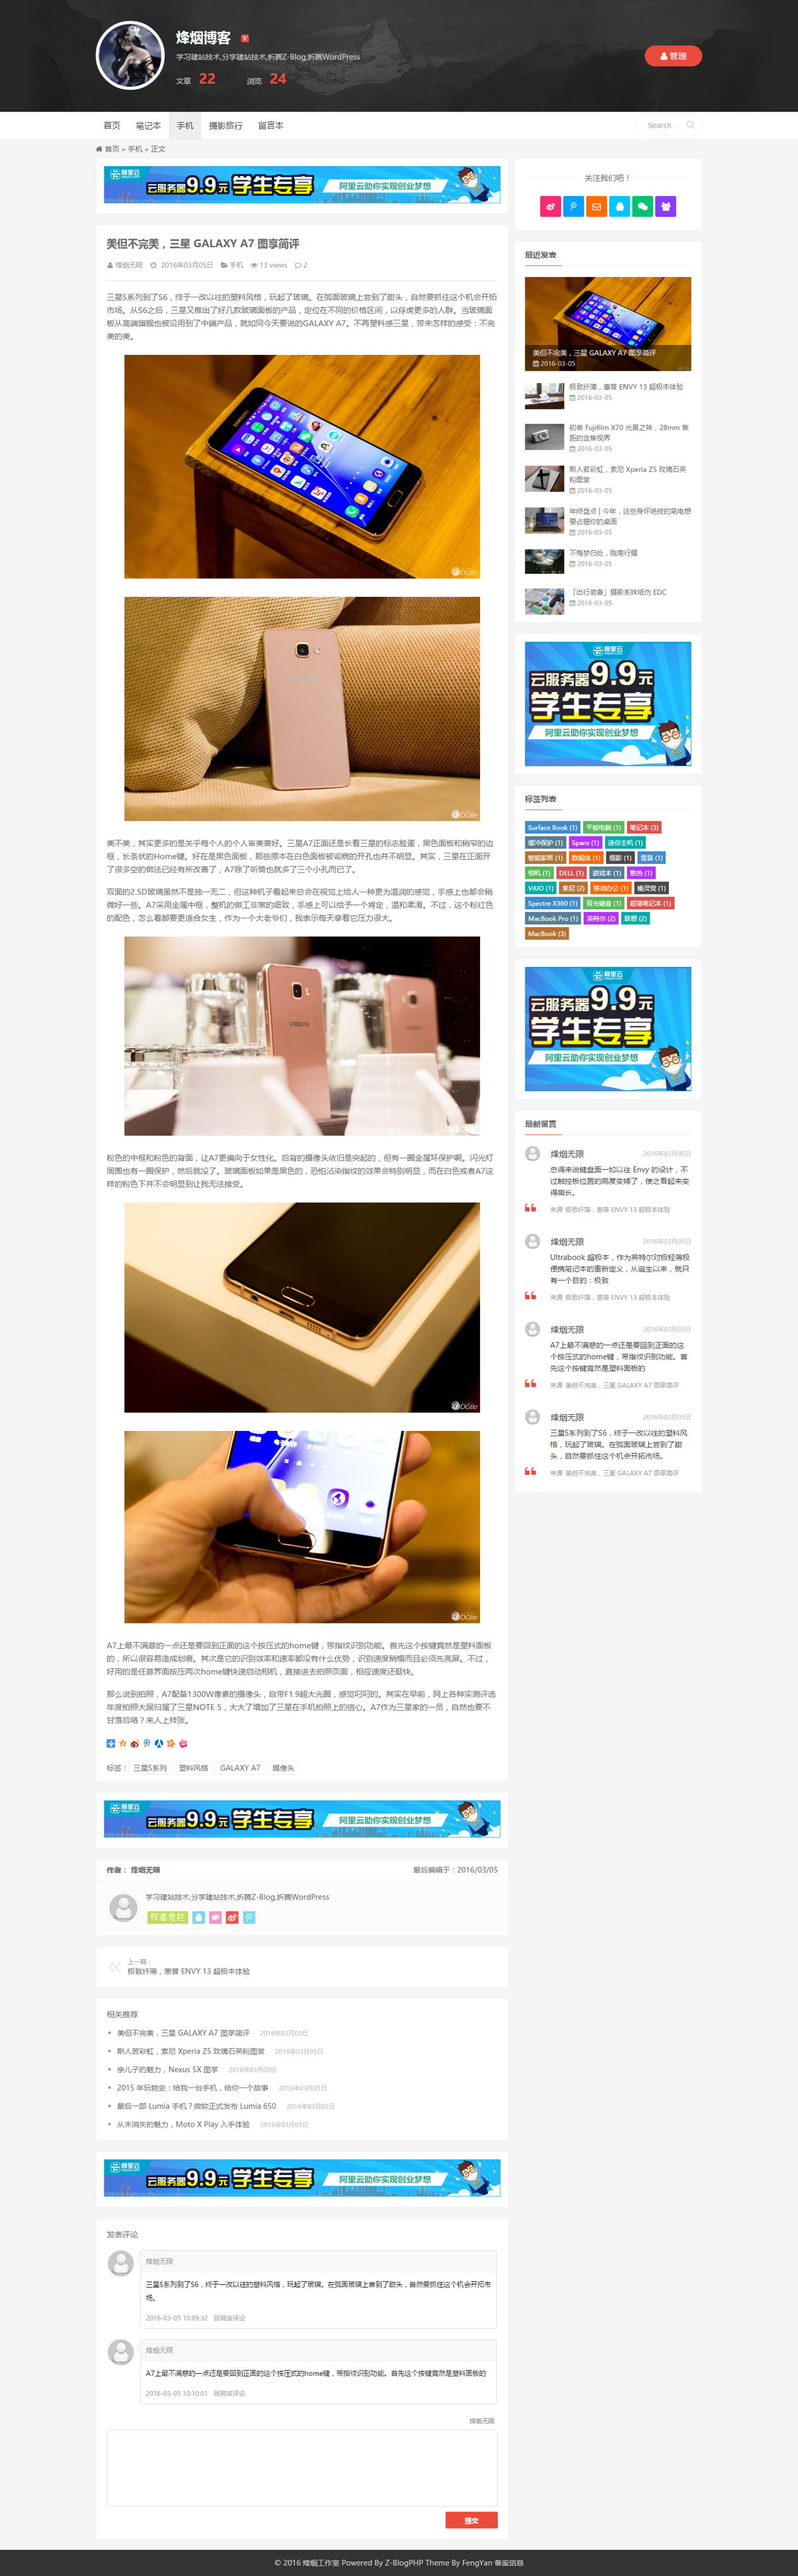 烽烟博客
学习建站技术,分享建站技术,折腾Z-Blog,折腾WordPress
文章 22 浏览 24
管理
首页 笔记本 手机 摄影旅行 留言本
Search...
首页 » 手机 » 正文
阿里云
云服务器9.9元 学生专享 阿里云助你实现创业梦想
美但不完美，三星 GALAXY A7 图享简评
烽烟无限 2016年03月05日 手机 13 views 2
三星S系列到了S6，终于一改以往的塑料风格，玩起了玻璃。在弧面玻璃上尝到了甜头，自然要抓住这个机会开拓
市场。从S6之后，三星又推出了好几款玻璃面板的产品，定位在不同的价格区间，以俘虏更多的人群。当玻璃面
板从高端旗舰也被沿用到了中端产品，就如同今天要说的GALAXY A7。不再塑料感三星，带来怎样的感受：不完
美的美。
DGtle
DGtle
美不美，其实更多的是关乎每个人的个人审美喜好。三星A7正面还是长着三星的标志脸蛋，黑色面板和稍窄的边
框，长条状的Home键。好在是黑色面板，那些原本在白色面板被诟病的开孔也并不明显。其实，三星在正面开
了很多空的做法已经有所改善了，A7除了听筒也就多了三个小孔而已了。
双面的2.5D玻璃虽然不是独一无二，但这种机子看起来总会在视觉上给人一种更为温润的感觉，手感上也都会稍
微好一些。A7采用金属中框，整机的做工非常的细致，手感上可以给予一个肯定，温和柔滑。不过，这个粉红色
的配色，怎么看都要更适合女生，作为一个大老爷们，我表示每天拿着它压力很大。
SAMSUNG
粉色的中框和粉色的背面，让A7更偏向于女性化。后背的摄像头依旧是突起的，但有一圈金属环保护啊。闪光灯
周围也有一圈保护，然后就没了。玻璃面板如果是黑色的，恐怕沾染指纹的效果会特别明显，而在白色或者A7这
样的粉色下并不会明显到让我无法接受。
DGtle
DGtle
A7上最不满意的一点还是要回到正面的这个按压式的home键，带指纹识别功能。首先这个按键竟然是塑料面板
的，所以很容易造成划痕。其次是它的识别效率和速率都没有什么优势，识别速度稍慢而且必须先亮屏。不过，
好用的是任意界面按压两次home键快速启动相机，直接进去拍照页面，相应速度还挺快。
那么说到拍照，A7配备1300W像素的摄像头，自带F1.9超大光圈，感觉叼叼的。其实在早前，网上各种实测评选
年度拍照大屌归属了三星NOTE 5，大大了增加了三星在手机拍照上的信心。A7作为三星家的一员，自然也要不
甘落后咯？来人上样张。
标签： 三星S系列 塑料风格 GALAXY A7 摄像头
阿里云
云服务器9.9元 学生专享 阿里云助你实现创业梦想
作者： 烽烟无限 最后编辑于：2016/03/05
学习建站技术,分享建站技术,折腾Z-Blog,折腾WordPress
作者专栏
上一篇：
极致纤薄，惠普 ENVY 13 超极本体验
相关推荐
美但不完美，三星 GALAXY A7 图享简评 2016年03月05日
斯人若彩虹，索尼 Xperia Z5 玫瑰石英粉图赏 2016年03月05日
亲儿子的魅力，Nexus 5X 图享 2016年03月05日
2015 年玩物史：给我一台手机，给你一个故事 2016年03月05日
最后一部 Lumia 手机？微软正式发布 Lumia 650 2016年03月05日
从未消失的魅力，Moto X Play 入手体验 2016年03月05日
阿里云
云服务器9.9元 学生专享 阿里云助你实现创业梦想
发表评论
烽烟无限
三星S系列到了S6，终于一改以往的塑料风格，玩起了玻璃。在弧面玻璃上尝到了甜头，自然要抓住这个机会开拓市
场。
2016-03-05 10:09:32 回复该评论
烽烟无限
A7上最不满意的一点还是要回到正面的这个按压式的home键，带指纹识别功能。首先这个按键竟然是塑料面板的
2016-03-05 10:10:01 回复该评论
烽烟无限
提交
关注我们吧！
最近发表
美但不完美，三星 GALAXY A7 图享简评
2016-03-05
极致纤薄，惠普 ENVY 13 超极本体验
2016-03-05
初尝 Fujifilm X70 光景之味，28mm 焦
距的定焦视界
2016-03-05
斯人若彩虹，索尼 Xperia Z5 玫瑰石英
粉图赏
2016-03-05
年终盘点 | 今年，这些身怀绝技的笔电想
要占据你的桌面
2016-03-05
不悔梦归处，陇南行摄
2016-03-05
「出行装备」摄影系妹纸伪 EDC
2016-03-05
阿里云
云服务器9.9元
学生专享
阿里云助你实现创业梦想
标签列表
Surface Book (1) 平板电脑 (1) 笔记本 (3)
缓冲保护 (1) Sparo (1) 迷你主机 (1)
智能家居 (1) 数据线 (1) 摄影 (1) 雪景 (1)
相机 (1) DELL (1) 游戏本 (1) 散热 (1)
VAIO (1) 索尼 (2) 移动办公 (1) 幽灵党 (1)
Spectre X360 (1) 背光键盘 (1) 超薄笔记本 (1)
MacBook Pro (1) 英特尔 (2) 联想 (2)
MacBook (3)
阿里云
云服务器9.9元
学生专享
阿里云助你实现创业梦想
最新留言
烽烟无限 2016年03月05日
总得来说键盘面一如以往 Envy 的设计，不
过触控板位置的高度变矮了，使之看起来变
得扁长。
来源 极致纤薄，惠普 ENVY 13 超极本体验
烽烟无限 2016年03月05日
Ultrabook 超极本，作为英特尔对极轻薄极
便携笔记本的重新定义，从诞生以来，就只
有一个目的：极致
来源 极致纤薄，惠普 ENVY 13 超极本体验
烽烟无限 2016年03月05日
A7上最不满意的一点还是要回到正面的这
个按压式的home键，带指纹识别功能。首
先这个按键竟然是塑料面板的
来源 美但不完美，三星 GALAXY A7 图享简评
烽烟无限 2016年03月05日
三星S系列到了S6，终于一改以往的塑料风
格，玩起了玻璃。在弧面玻璃上尝到了甜
头，自然要抓住这个机会开拓市场。
来源 美但不完美，三星 GALAXY A7 图享简评
© 2016 烽烟工作室 Powered By Z-BlogPHP Theme By FengYan 备案信息